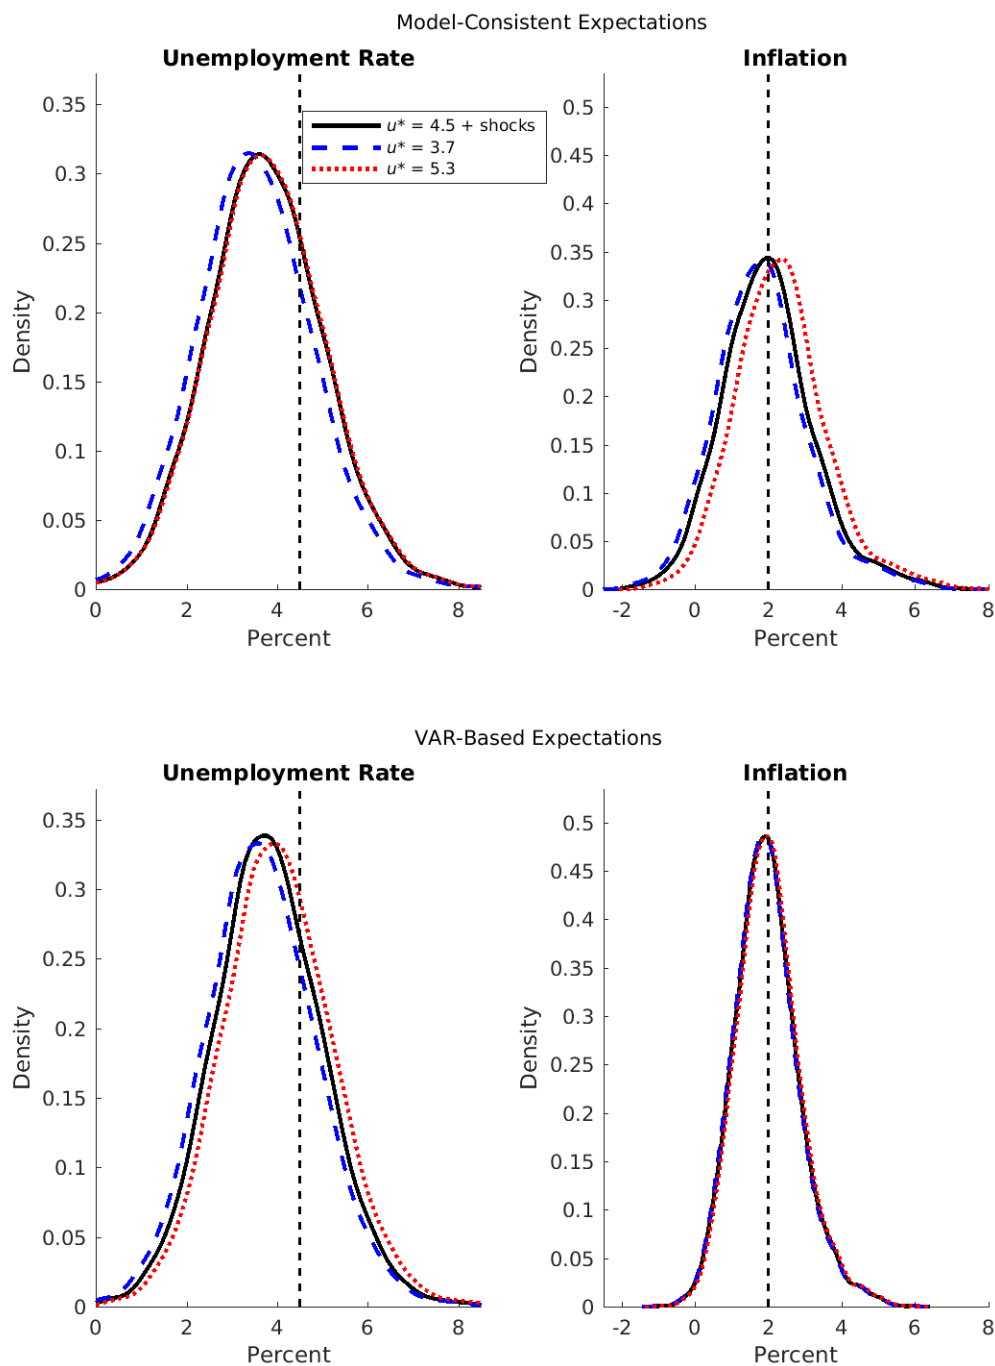 Model-Consistent Expectations
Unemployment Rate
0.35
0.3
0.25
0.2
0.15
0.1
0.05
0
Density
0 2 4 6 8
Percent
u* = 4.5 + shocks
u* = 3.7
u* = 5.3
Inflation
0.5
0.45
0.4
0.35
0.3
0.25
0.2
0.15
0.1
0.05
0
Density
-2 0 2 4 6 8
Percent
VAR-Based Expectations
Unemployment Rate
0.35
0.3
0.25
0.2
0.15
0.1
0.05
0
Density
0 2 4 6 8
Percent
Inflation
0.5
0.45
0.4
0.35
0.3
0.25
0.2
0.15
0.1
0.05
0
Density
-2 0 2 4 6 8
Percent